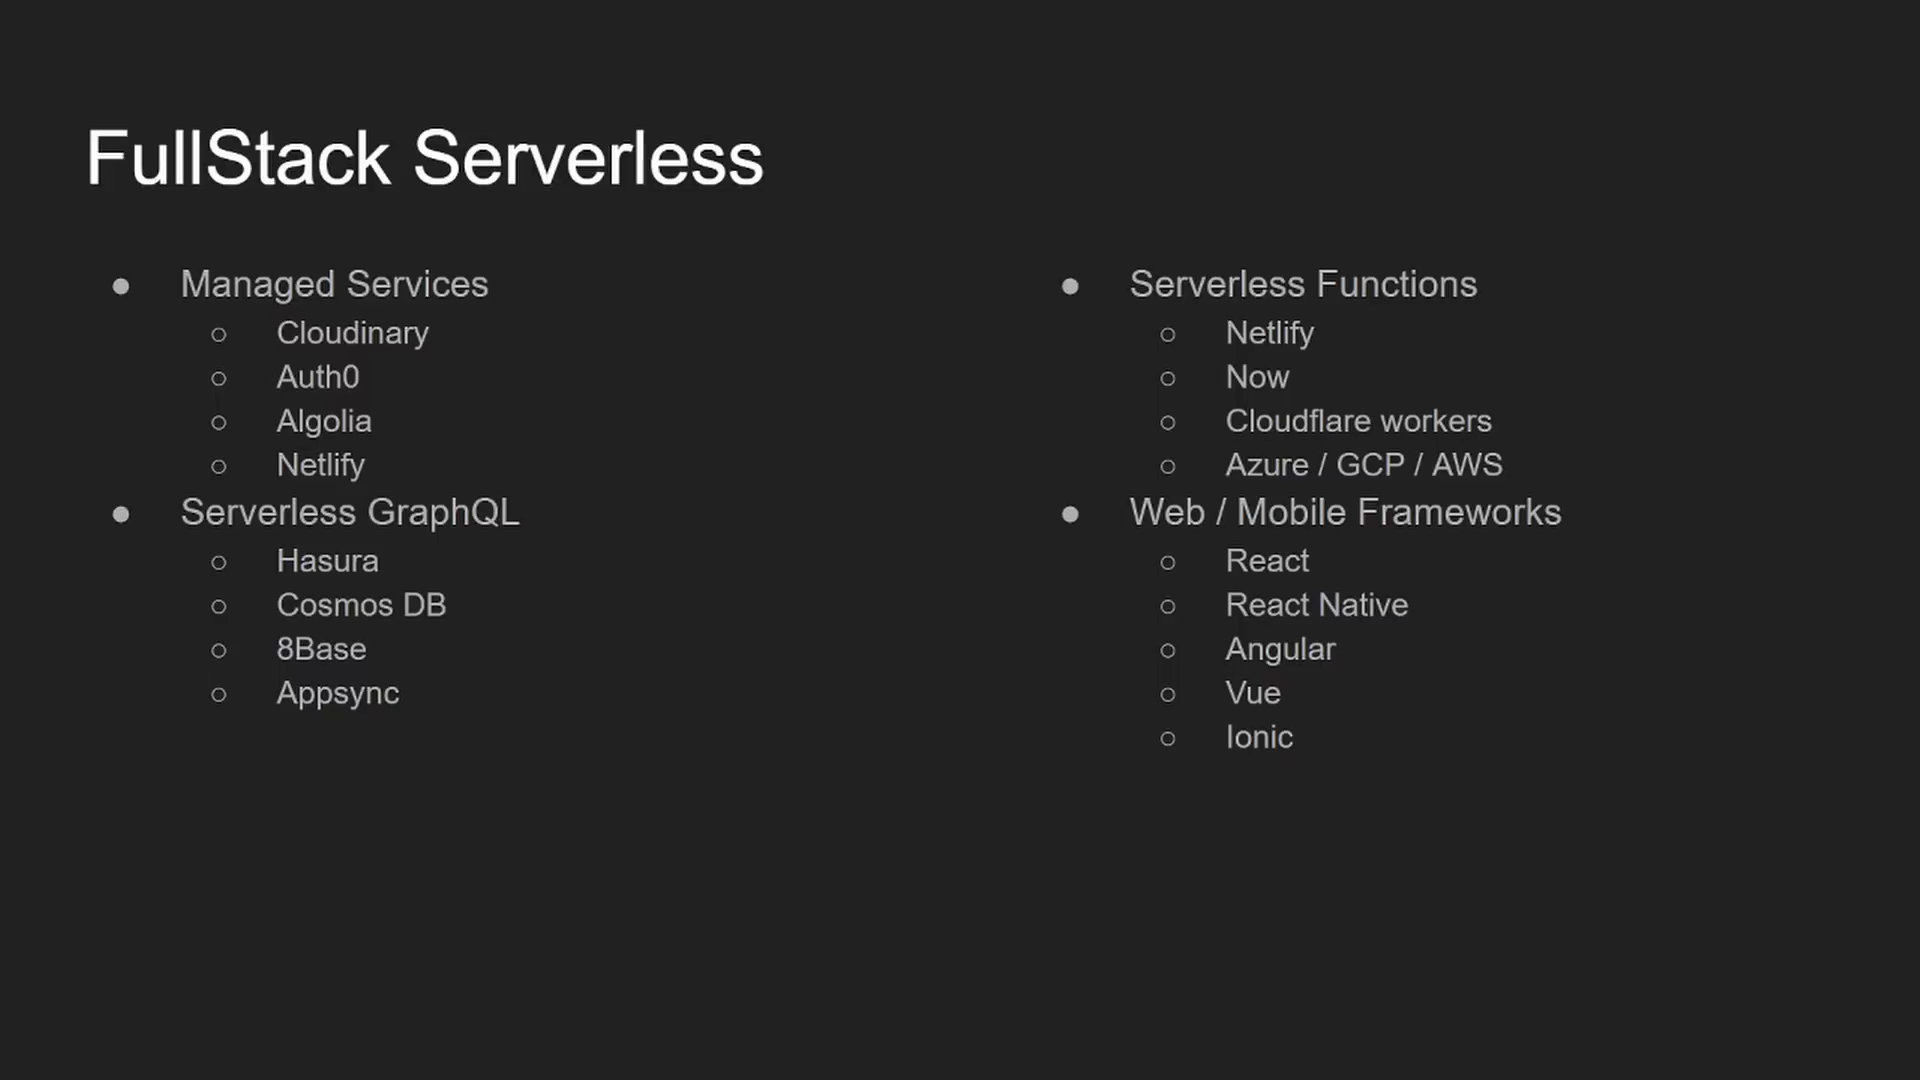 FullStack Serverless
● Managed Services
○ Cloudinary
○ Auth0
○ Algolia
○ Netlify
● Serverless GraphQL
○ Hasura
○ Cosmos DB
○ 8Base
○ Appsync
● Serverless Functions
○ Netlify
○ Now
○ Cloudflare workers
○ Azure / GCP / AWS
● Web / Mobile Frameworks
○ React
○ React Native
○ Angular
○ Vue
○ Ionic